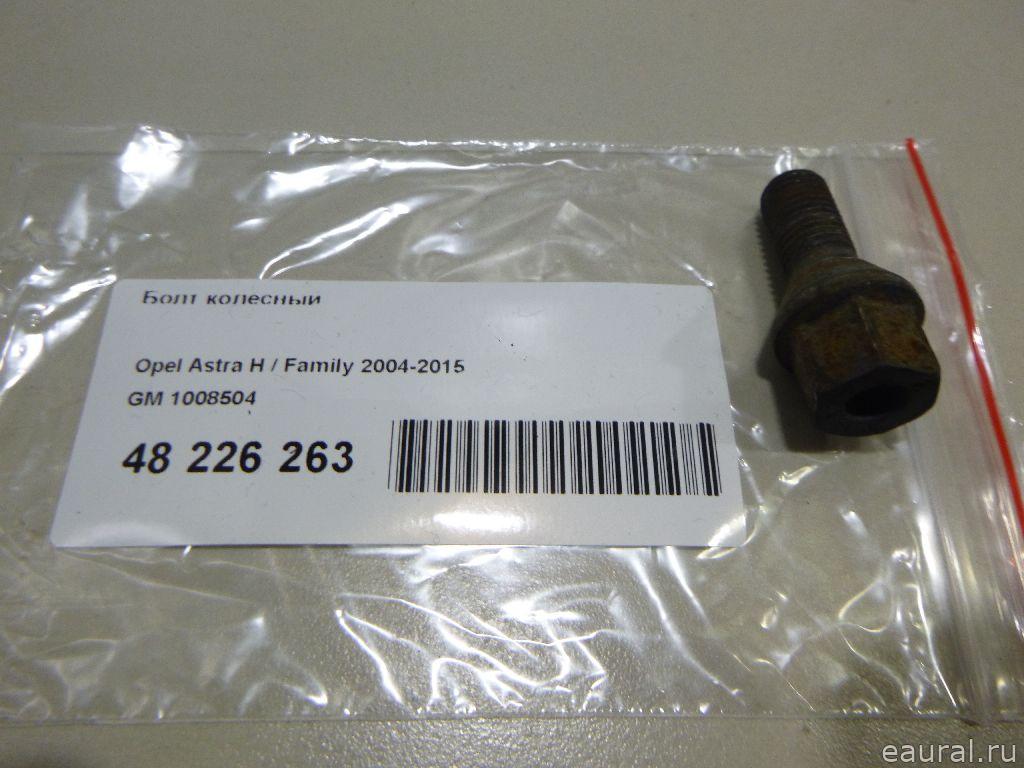 Болт колесный
Opel Astra H / Family 2004-2015
GM 1008504
48 226 263
eaural.ru